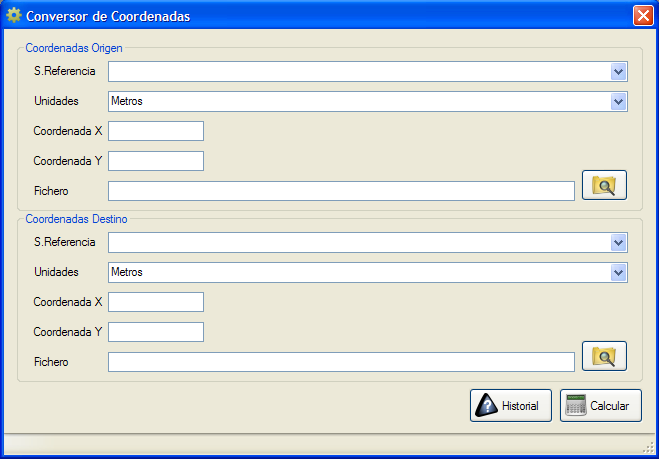 Conversor de Coordenadas
Coordenadas Origen
S.Referencia
Unidades Metros
Coordenada X
Coordenada Y
Fichero
Coordenadas Destino
S.Referencia
Unidades Metros
Coordenada X
Coordenada Y
Fichero
? Historial Calcular